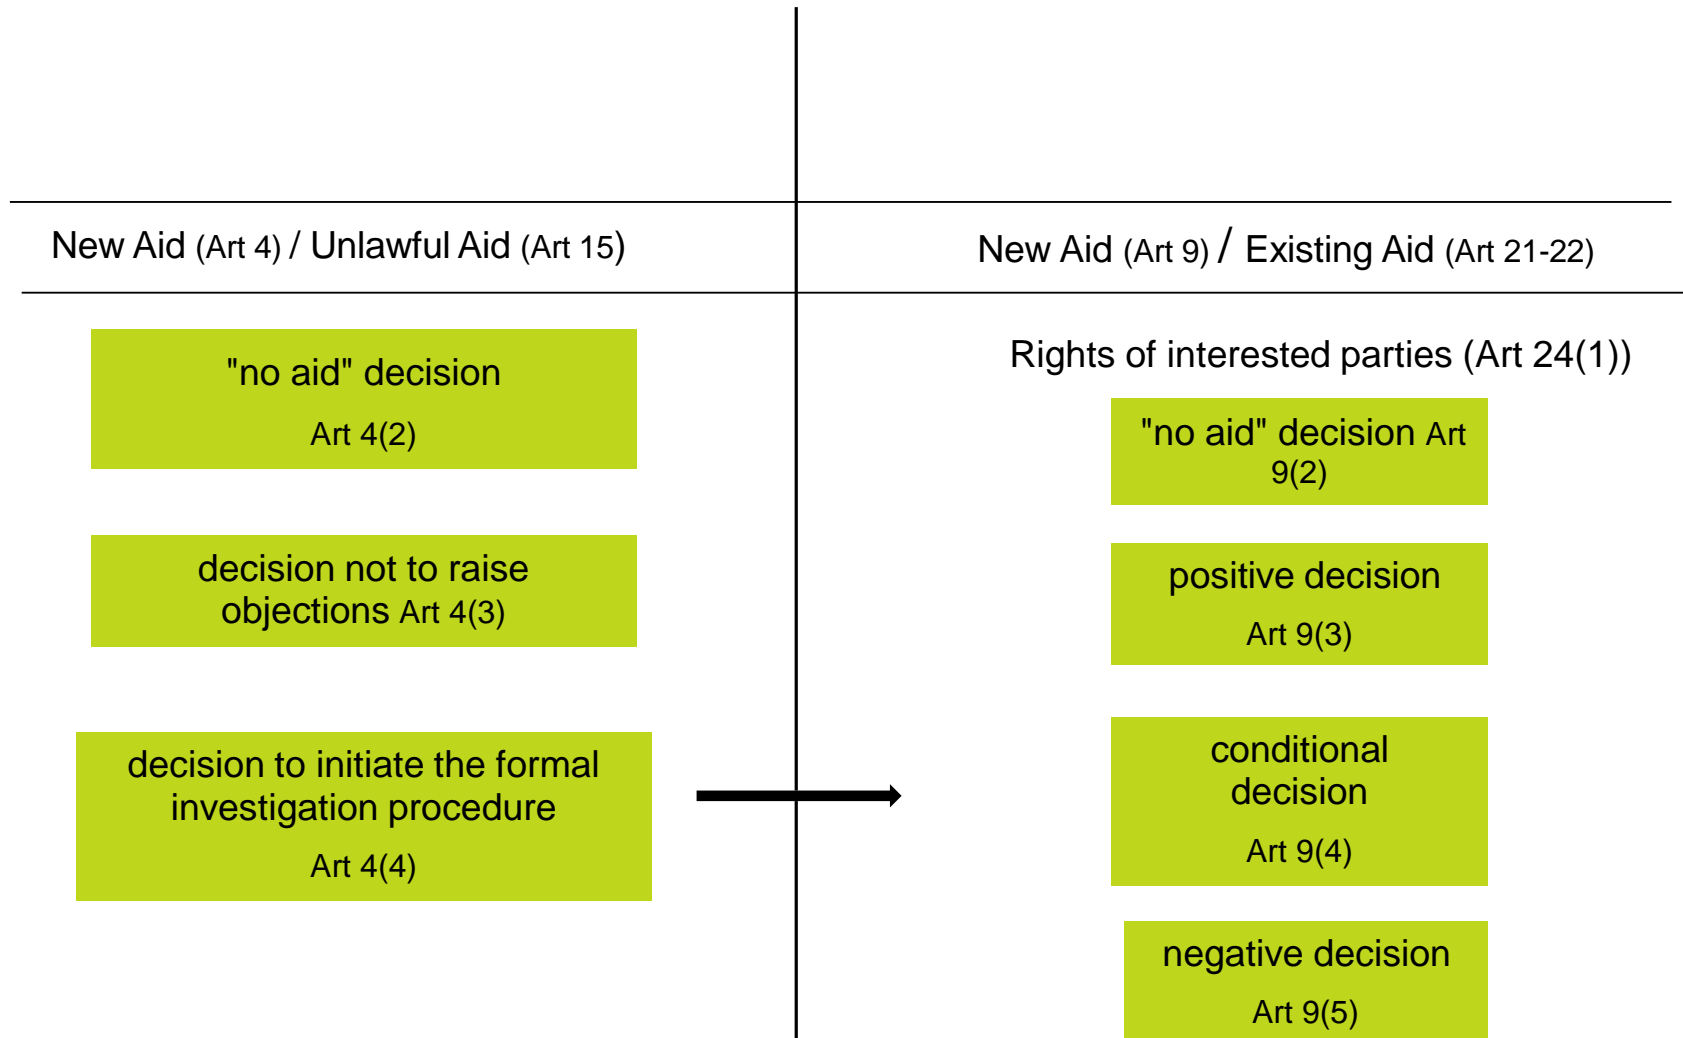 New Aid (Art 4) / Unlawful Aid (Art 15)
"no aid" decision
Art 4(2)
decision not to raise
objections Art 4(3)
decision to initiate the formal
investigation procedure
Art 4(4)
New Aid (Art 9) / Existing Aid (Art 21-22)
Rights of interested parties (Art 24(1))
"no aid" decision Art
9(2)
positive decision
Art 9(3)
conditional
decision
Art 9(4)
negative decision
Art 9(5)